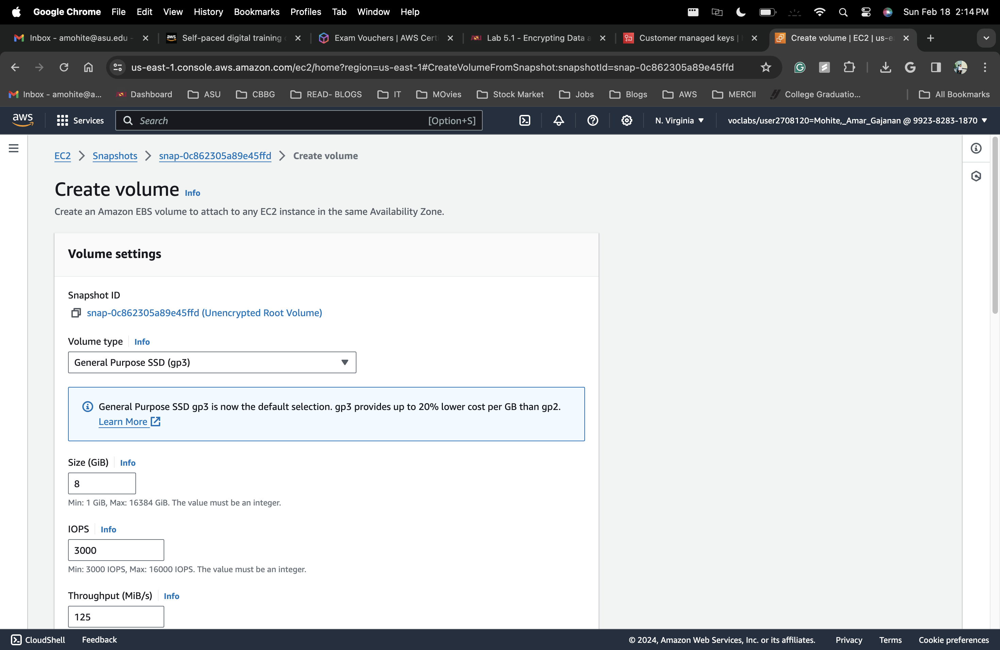 Google Chrome File Edit View History Bookmarks Profiles Tab Window Help Sun Feb 18 2:14 PM
Inbox - amohite@asu.edu - aws Self-paced digital training Exam Vouchers | AWS Cert ASU Lab 5.1 - Encrypting Data a Customer managed keys | Create volume | EC2 | us-e
us-east-1.console.aws.amazon.com/ec2/home?region=us-east-1#CreateVolumeFromSnapshot:snapshotId=snap-0c862305a89e45ffd
Inbox - amohite@a... Dashboard ASU CBBG READ- BLOGS IT MOvies Stock Market Jobs Blogs AWS MERCII College Graduatio... All Bookmarks
aws Services Search [Option+S] N. Virginia voclabs/user2708120=Mohite,_Amar_Gajanan @ 9923-8283-1870
EC2 Snapshots snap-0c862305a89e45ffd Create volume
Create volume Info
Create an Amazon EBS volume to attach to any EC2 instance in the same Availability Zone.
Volume settings
Snapshot ID
snap-0c862305a89e45ffd (Unencrypted Root Volume)
Volume type Info
General Purpose SSD (gp3)
General Purpose SSD gp3 is now the default selection. gp3 provides up to 20% lower cost per GB than gp2.
Learn More
Size (GiB) Info
8
Min: 1 GiB, Max: 16384 GiB. The value must be an integer.
IOPS Info
3000
Min: 3000 IOPS, Max: 16000 IOPS. The value must be an integer.
Throughput (MiB/s) Info
125
CloudShell Feedback © 2024, Amazon Web Services, Inc. or its affiliates. Privacy Terms Cookie preferences